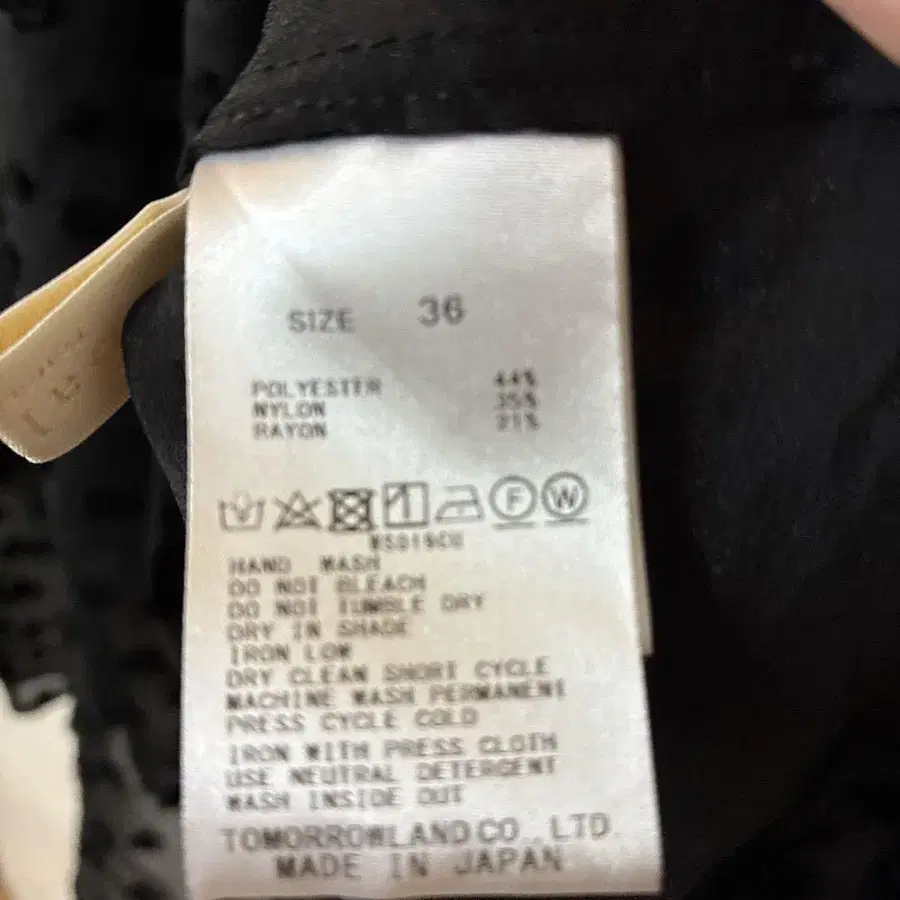 SIZE 36
POLYESTER 44%
NYLON 35%
RAYON 21%
F W
HAND WASH
DO NOT BLEACH
DO NOT TUMBLE DRY
DRY IN SHADE
IRON LOW
DRY CLEAN SHORT CYCLE
MACHINE WASH PERMANENT
PRESS CYCLE COLD
IRON WITH PRESS CLOTH
USE NEUTRAL DETERGENT
WASH INSIDE OUT
TOMORROWLAND CO., LTD.
MADE IN JAPAN